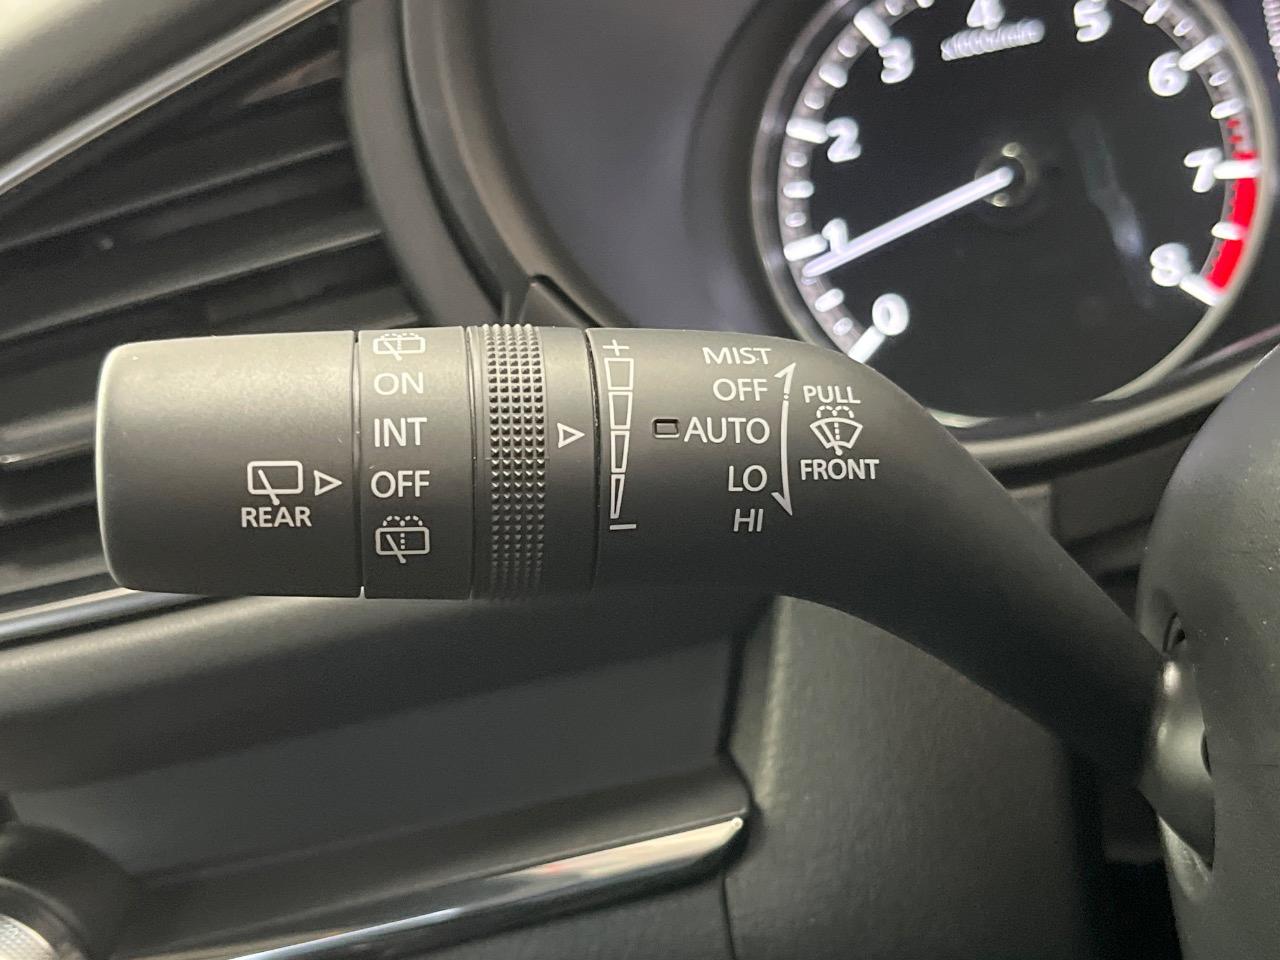 0
1
2
3
4
5
6
7
8
x1000r/min
REAR
ON
INT
OFF
+
−
MIST
OFF
AUTO
LO
HI
PULL
FRONT